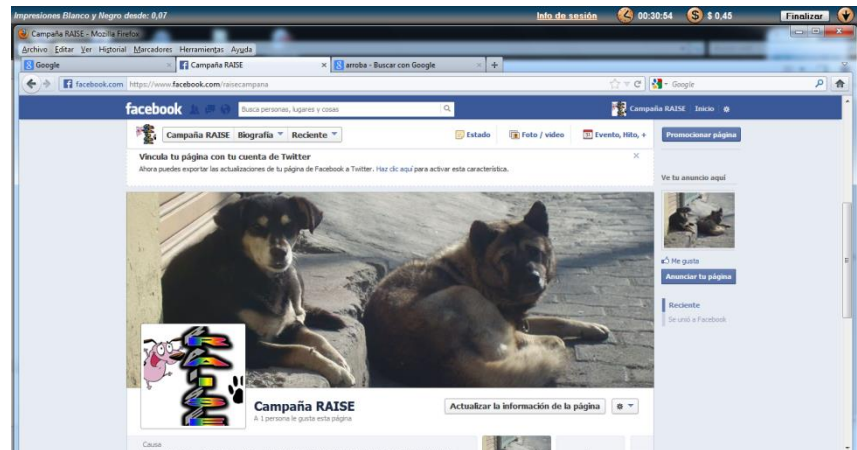 Impresiones Blanco y Negro desde: 0,07 Info de sesión 00:30:54 $ 0,45 Finalizar
Campaña RAISE - Mozilla Firefox
Archivo Editar Ver Historial Marcadores Herramientas Ayuda
Google Campaña RAISE arroba - Buscar con Google
facebook.com https://www.facebook.com/raisecampana Google
facebook Busca personas, lugares y cosas Campaña RAISE Inicio
Campaña RAISE Biografía Reciente Estado Foto / vídeo Evento, Hito, + Promocionar página
Vincula tu página con tu cuenta de Twitter
Ahora puedes exportar las actualizaciones de tu página de Facebook a Twitter. Haz clic aquí para activar esta característica.
Ve tu anuncio aquí
Me gusta
Anunciar tu página
Reciente
Se unió a Facebook
Campaña RAISE Actualizar la información de la página
A 1 persona le gusta esta página
Causa